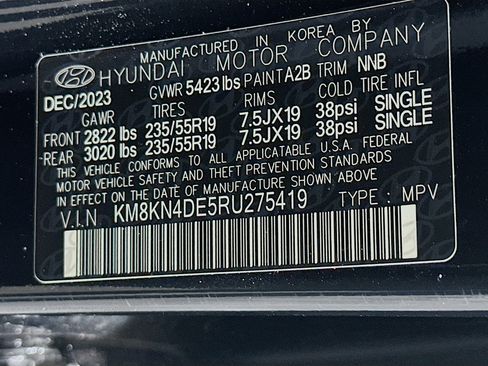 MANUFACTURED IN KOREA BY
HYUNDAI MOTOR COMPANY
DEC/2023 GVWR 5423 lbs PAINT A2B TRIM NNB
GAWR TIRES RIMS COLD TIRE INFL
FRONT 2822 lbs 235/55R19 7.5JX19 38psi SINGLE
REAR 3020 lbs 235/55R19 7.5JX19 38psi SINGLE
THIS VEHICLE CONFORMS TO ALL APPLICATABLE U.S.A. FEDERAL
MOTOR VEHICLE SAFETY AND THEFT PREVENTION STANDARDS
IN EFFECT ON THE DATE OF MANUFACTURE SHOWN ABOVE
V.I.N. KM8KN4DE5RU275419 TYPE : MPV